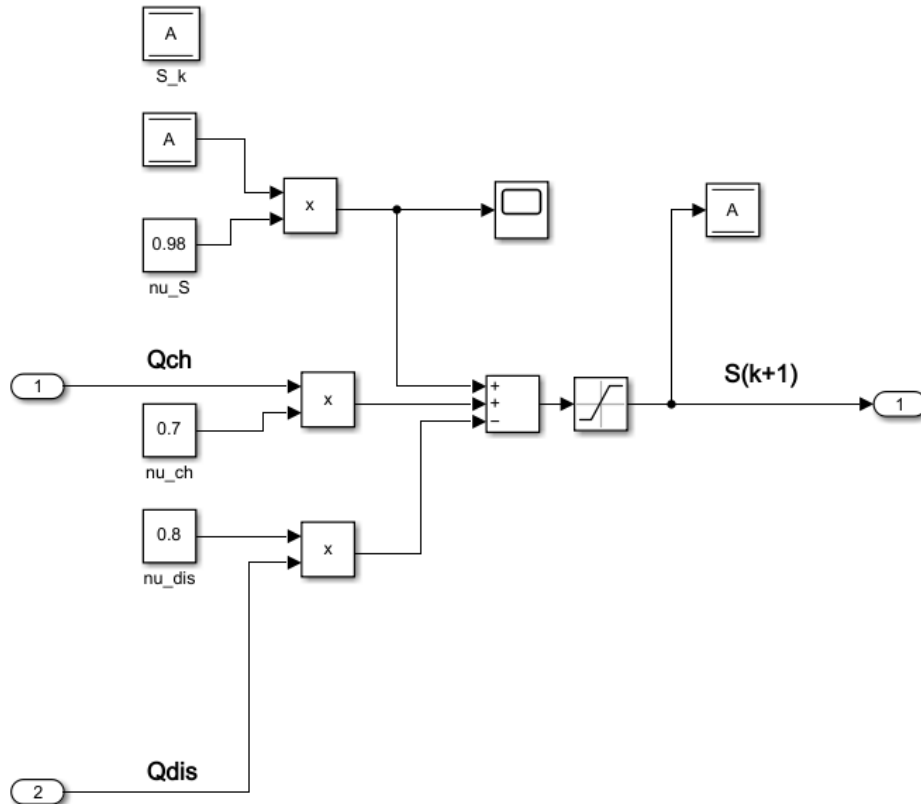 A
S_k
A
x
A
0.98
nu_S
Qch
S(k+1)
1
x
+
+
−
1
0.7
nu_ch
0.8
x
nu_dis
Qdis
2